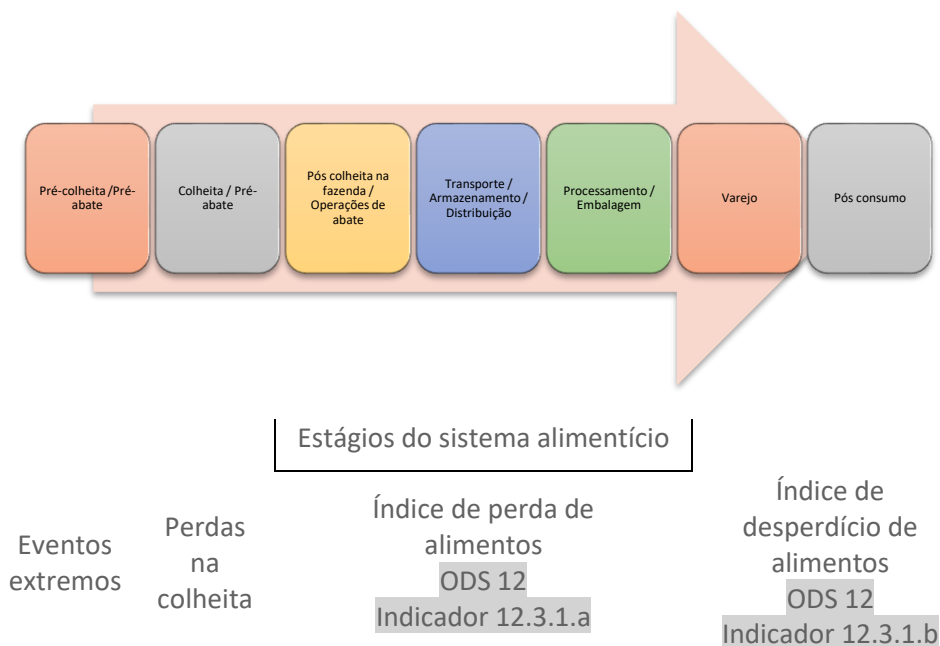 Pré-colheita /Pré-
abate
Colheita / Pré-
abate
Pós colheita na
fazenda /
Operações de
abate
Transporte /
Armazenamento /
Distribuição
Processamento /
Embalagem
Varejo
Pós consumo
Estágios do sistema alimentício
Eventos
extremos
Perdas
na
colheita
Índice de perda de
alimentos
ODS 12
Indicador 12.3.1.a
Índice de
desperdício de
alimentos
ODS 12
Indicador 12.3.1.b